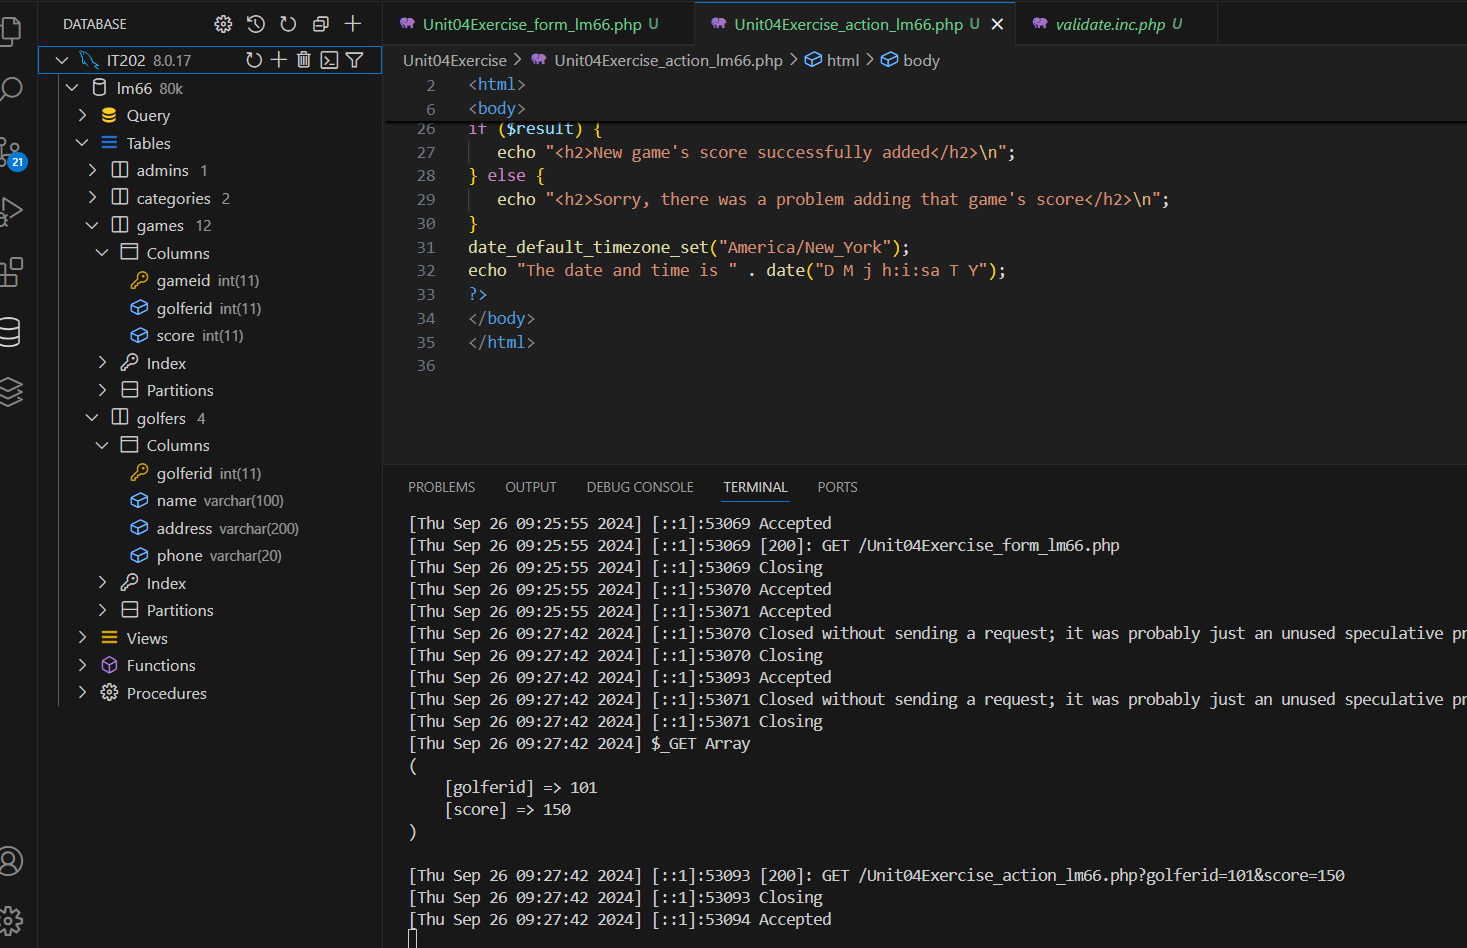 DATABASE
IT202 8.0.17
lm66 80k
Query
Tables
admins 1
categories 2
games 12
Columns
gameid int(11)
golferid int(11)
score int(11)
Index
Partitions
golfers 4
Columns
golferid int(11)
name varchar(100)
address varchar(200)
phone varchar(20)
Index
Partitions
Views
Functions
Procedures
21
Unit04Exercise_form_lm66.php U
Unit04Exercise_action_lm66.php U
validate.inc.php U
Unit04Exercise > Unit04Exercise_action_lm66.php > html > body
2 <html>
6 <body>
26 if ($result) {
27 echo "<h2>New game's score successfully added</h2>\n";
28 } else {
29 echo "<h2>Sorry, there was a problem adding that game's score</h2>\n";
30 }
31 date_default_timezone_set("America/New_York");
32 echo "The date and time is " . date("D M j h:i:sa T Y");
33 ?>
34 </body>
35 </html>
36
PROBLEMS OUTPUT DEBUG CONSOLE TERMINAL PORTS
[Thu Sep 26 09:25:55 2024] [::1]:53069 Accepted
[Thu Sep 26 09:25:55 2024] [::1]:53069 [200]: GET /Unit04Exercise_form_lm66.php
[Thu Sep 26 09:25:55 2024] [::1]:53069 Closing
[Thu Sep 26 09:25:55 2024] [::1]:53070 Accepted
[Thu Sep 26 09:25:55 2024] [::1]:53071 Accepted
[Thu Sep 26 09:27:42 2024] [::1]:53070 Closed without sending a request; it was probably just an unused speculative pr
[Thu Sep 26 09:27:42 2024] [::1]:53070 Closing
[Thu Sep 26 09:27:42 2024] [::1]:53093 Accepted
[Thu Sep 26 09:27:42 2024] [::1]:53071 Closed without sending a request; it was probably just an unused speculative pr
[Thu Sep 26 09:27:42 2024] [::1]:53071 Closing
[Thu Sep 26 09:27:42 2024] $_GET Array
(
[golferid] => 101
[score] => 150
)
[Thu Sep 26 09:27:42 2024] [::1]:53093 [200]: GET /Unit04Exercise_action_lm66.php?golferid=101&score=150
[Thu Sep 26 09:27:42 2024] [::1]:53093 Closing
[Thu Sep 26 09:27:42 2024] [::1]:53094 Accepted